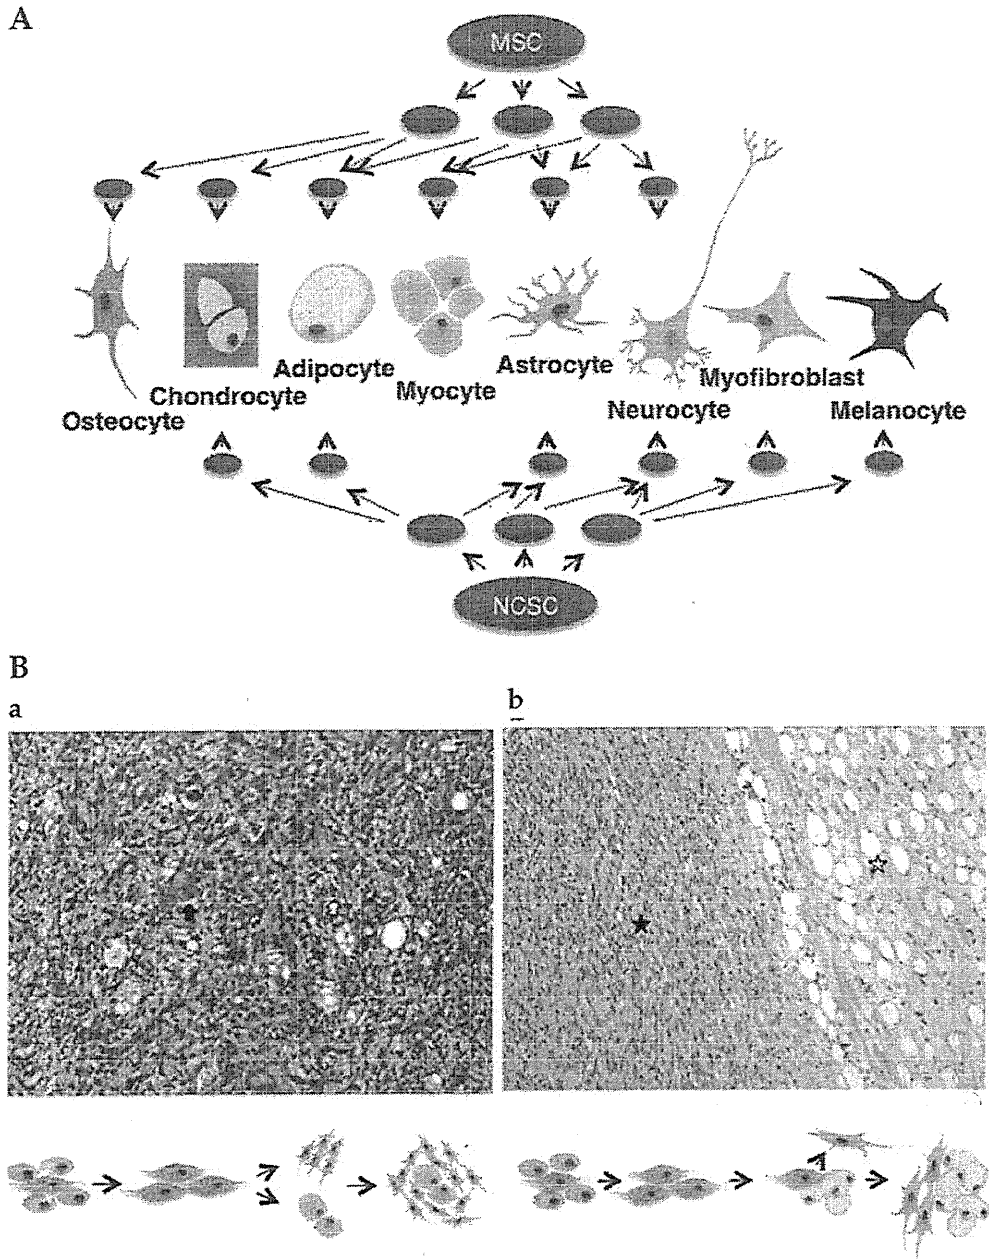 A
MSC
Adipocyte
Astrocyte
Chondrocyte
Myocyte
Myofibroblast
Osteocyte
Neurocyte
Melanocyte
NCSC
B
a
b